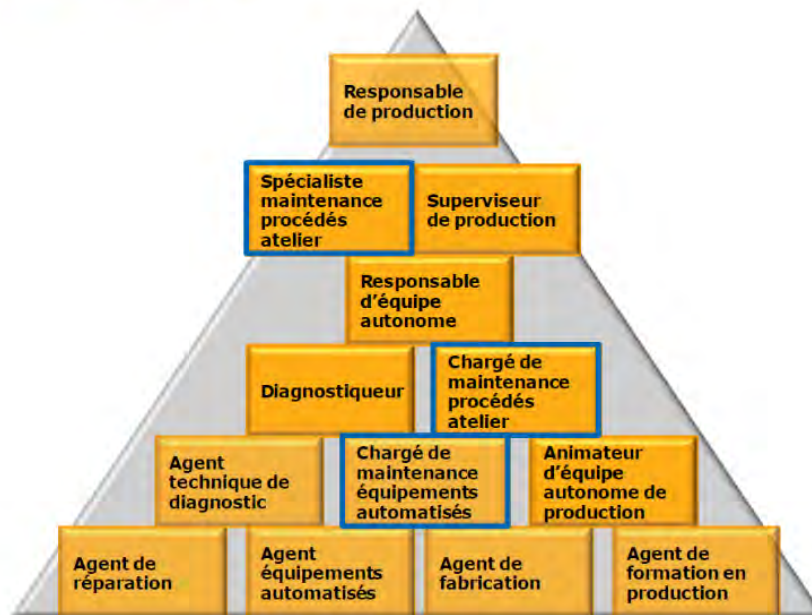 Responsable
de production
Spécialiste
maintenance
procédés
atelier
Superviseur
de production
Responsable
d'équipe
autonome
Diagnostiqueur
Chargé de
maintenance
procédés
atelier
Agent
technique de
diagnostic
Chargé de
maintenance
équipements
automatisés
Animateur
d'équipe
autonome de
production
Agent de
réparation
Agent
équipements
automatisés
Agent de
fabrication
Agent de
formation en
production